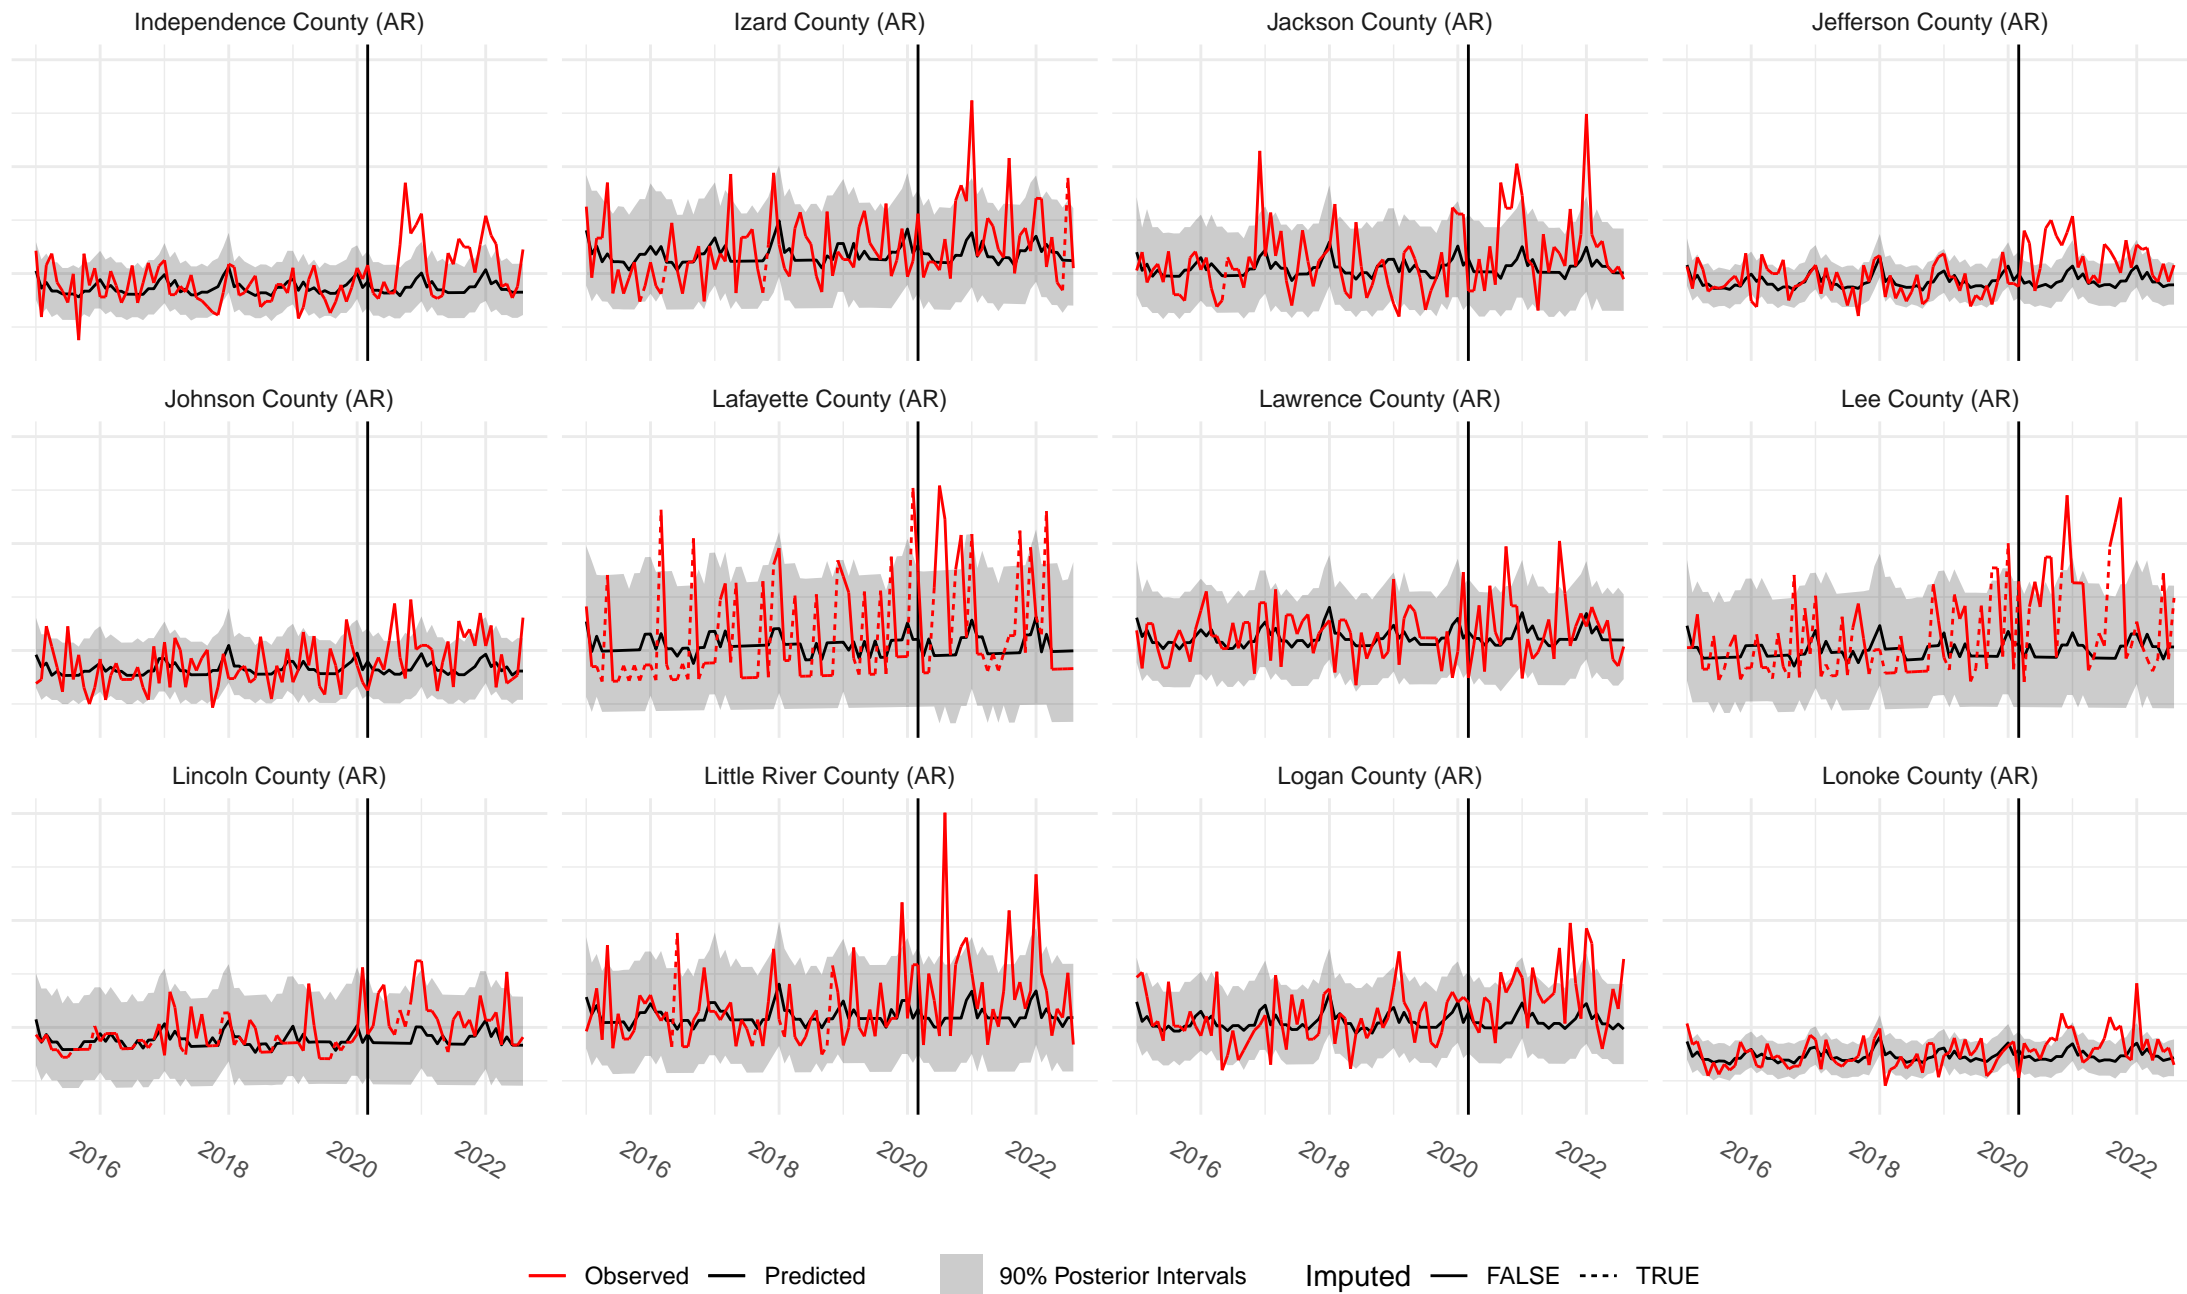 Independence County (AR) Izard County (AR) Jackson County (AR) Jefferson County (AR)
Johnson County (AR) Lafayette County (AR) Lawrence County (AR) Lee County (AR)
Lincoln County (AR) Little River County (AR) Logan County (AR) Lonoke County (AR)
2016 2018 2020 2022 2016 2018 2020 2022 2016 2018 2020 2022 2016 2018 2020 2022
Observed Predicted 90% Posterior Intervals Imputed FALSE TRUE